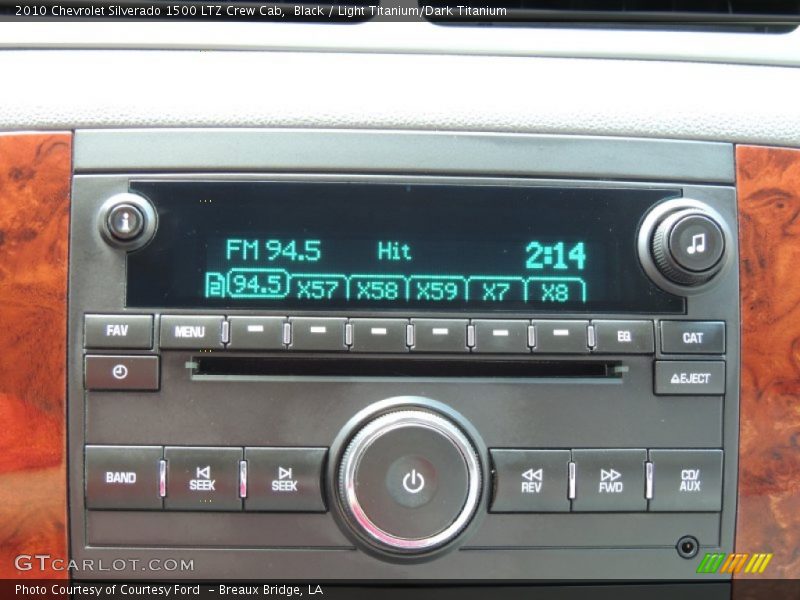 2010 Chevrolet Silverado 1500 LTZ Crew Cab,  Black / Light Titanium/Dark Titanium
i
FM 94.5 Hit 2:14
2 94.5 X57 X58 X59 X7 X8
FAV MENU EQ CAT
EJECT
BAND SEEK SEEK REV FWD CD/
AUX
GTCARLOT.COM
Photo Courtesy of Courtesy Ford  - Breaux Bridge, LA